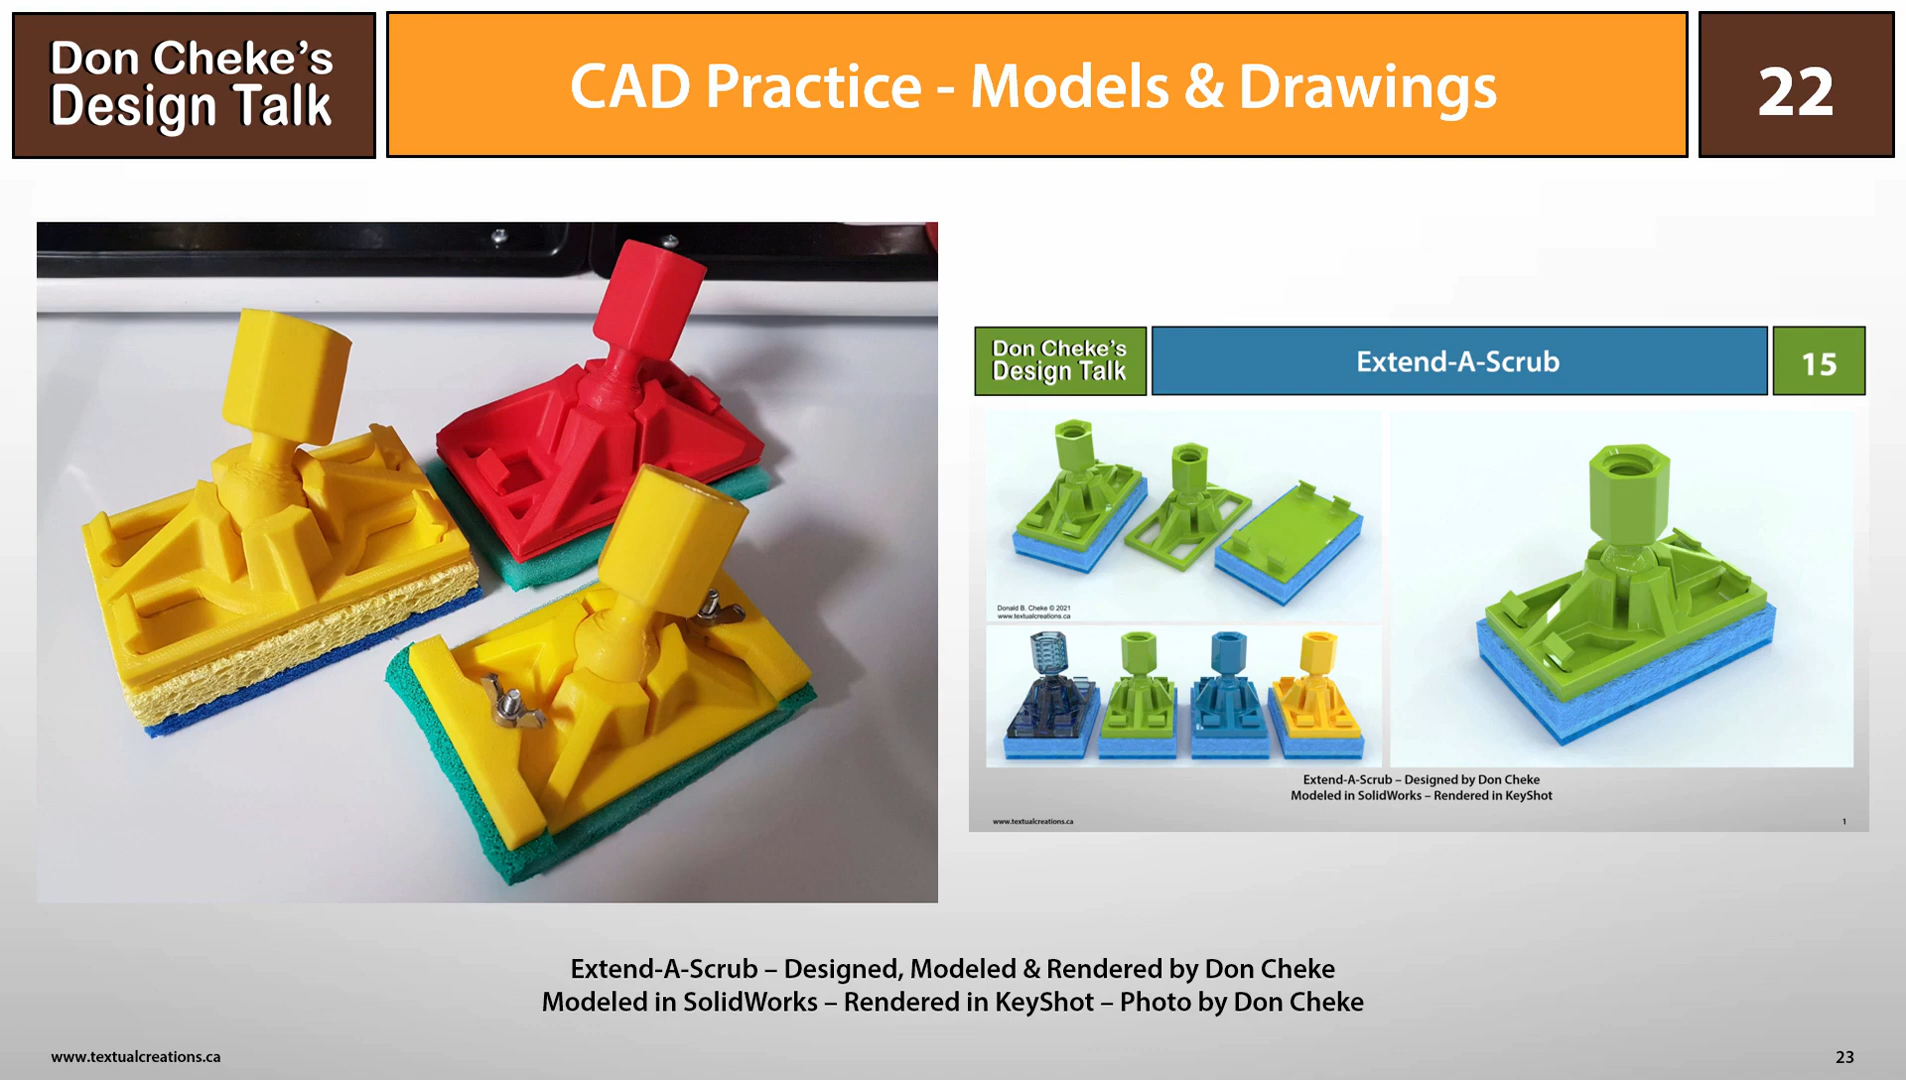 Don Cheke's
Design Talk
CAD Practice - Models & Drawings
22
Don Cheke's
Design Talk
Extend-A-Scrub
15
Donald B. Cheke © 2021
www.textualcreations.ca
Extend-A-Scrub – Designed by Don Cheke
Modeled in SolidWorks – Rendered in KeyShot
www.textualcreations.ca
1
Extend-A-Scrub – Designed, Modeled & Rendered by Don Cheke
Modeled in SolidWorks – Rendered in KeyShot – Photo by Don Cheke
www.textualcreations.ca
23